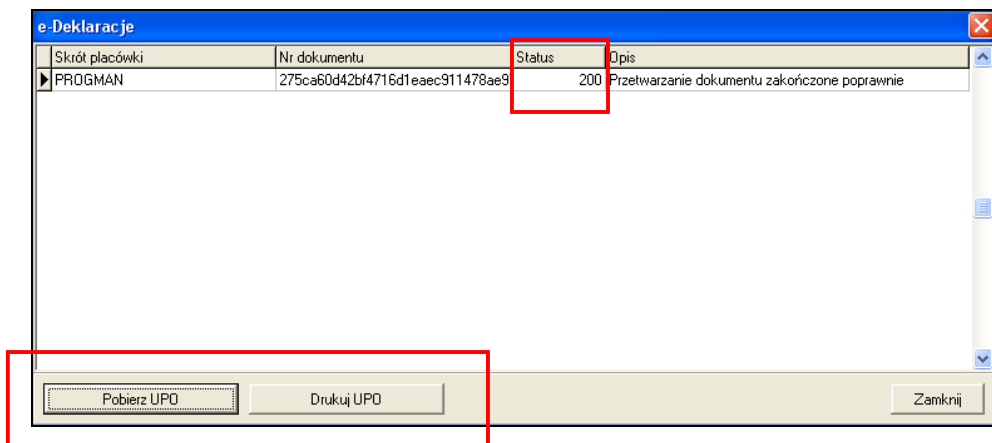 e-Deklaracje
Skrót placówki Nr dokumentu Status Opis
PROGMAN 275ca60d42bf4716d1eaec911478ae9 200 Przetwarzanie dokumentu zakończone poprawnie
Pobierz UPO Drukuj UPO Zamknij